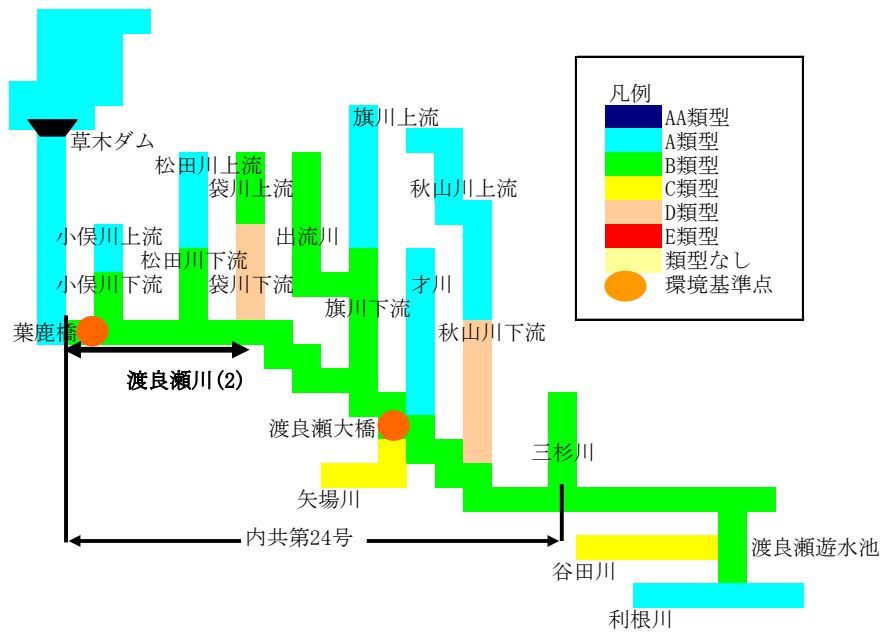 凡例
AA類型
A類型
B類型
C類型
D類型
E類型
類型なし
環境基準点
旗川上流
草木ダム
松田川上流
袋川上流
秋山川上流
小俣川上流
出流川
松田川下流
小俣川下流
袋川下流
才川
旗川下流
葉鹿橋
秋山川下流
渡良瀬川(2)
渡良瀬大橋
三杉川
矢場川
内共第24号
渡良瀬遊水池
谷田川
利根川